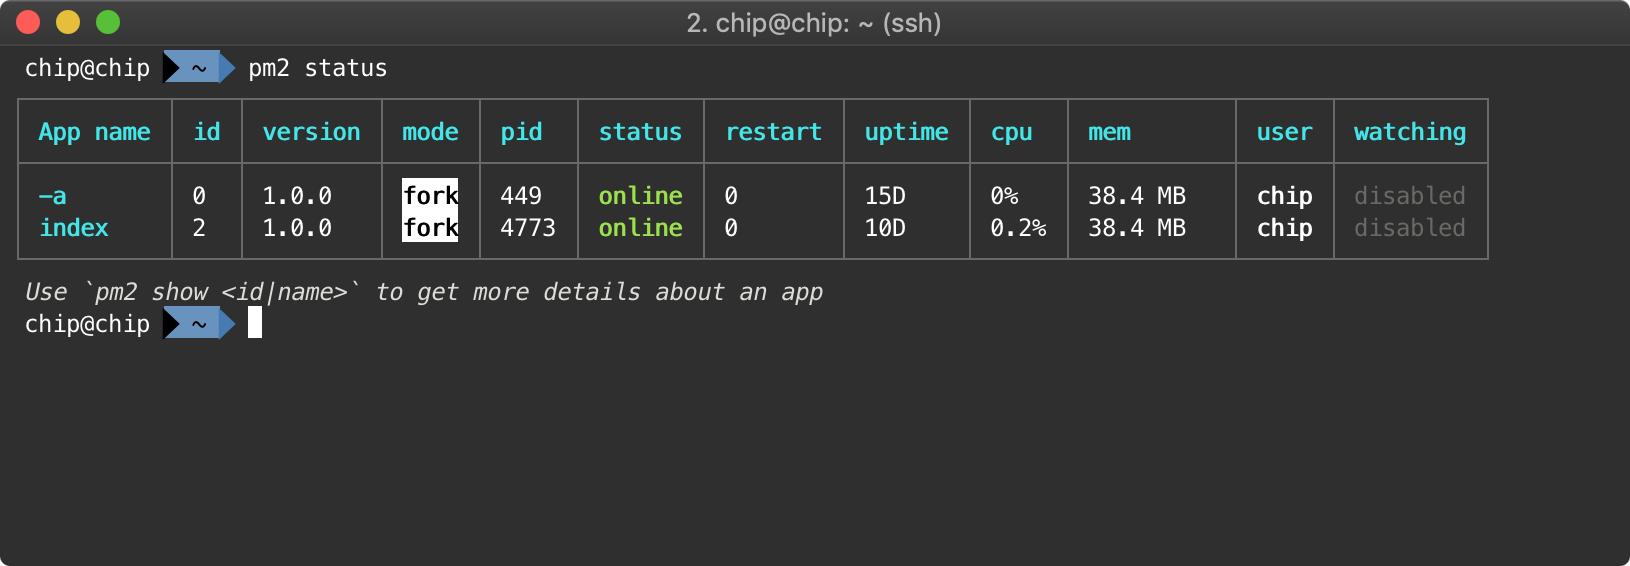 2. chip@chip: ~ (ssh)
chip@chip ~ pm2 status
App name id version mode pid status restart uptime cpu mem user watching
-a 0 1.0.0 fork 449 online 0 15D 0% 38.4 MB chip disabled
index 2 1.0.0 fork 4773 online 0 10D 0.2% 38.4 MB chip disabled
Use `pm2 show <id|name>` to get more details about an app
chip@chip ~